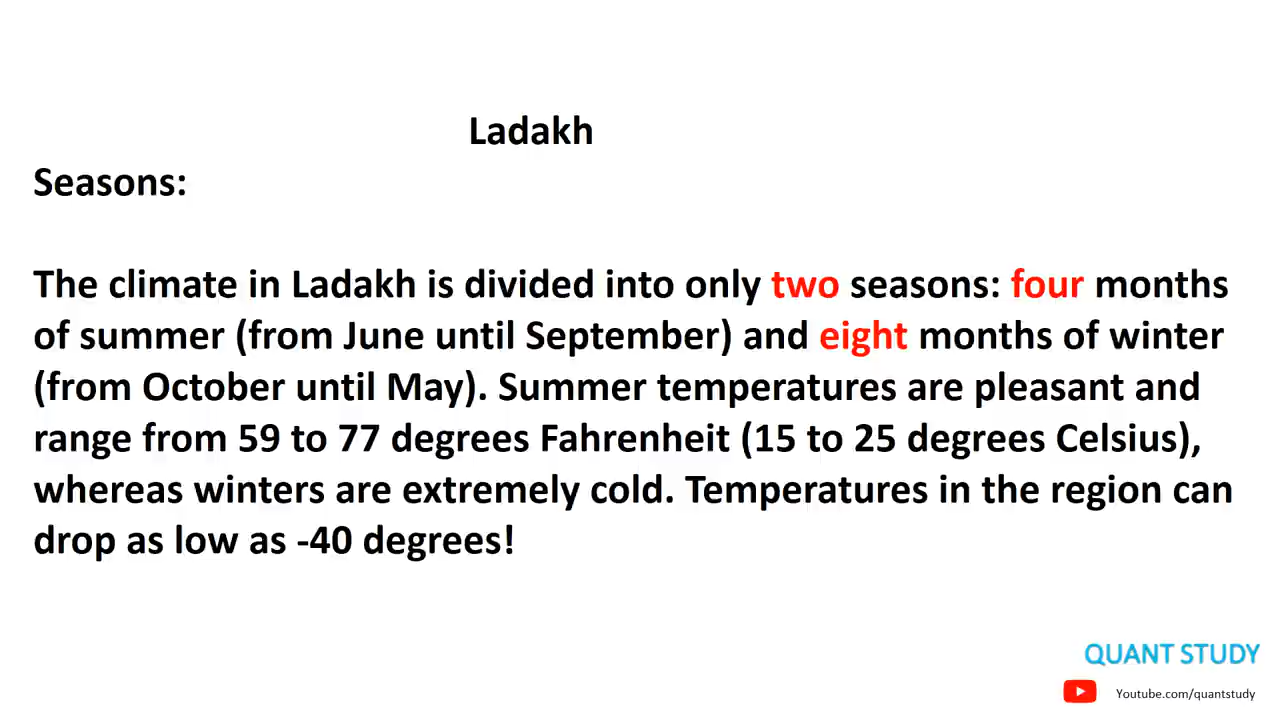 Ladakh
Seasons:
The climate in Ladakh is divided into only two seasons: four months
of summer (from June until September) and eight months of winter
(from October until May). Summer temperatures are pleasant and
range from 59 to 77 degrees Fahrenheit (15 to 25 degrees Celsius),
whereas winters are extremely cold. Temperatures in the region can
drop as low as -40 degrees!
QUANT STUDY
Youtube.com/quantstudy